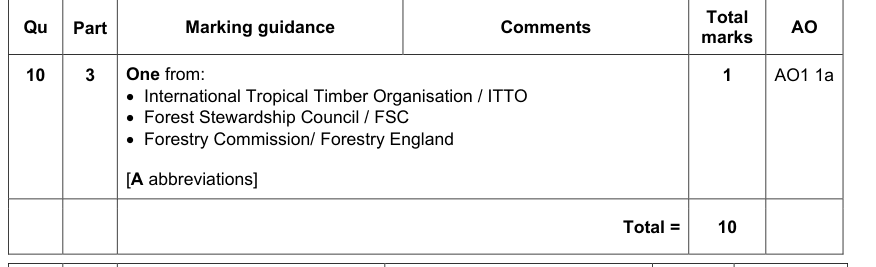 Qu Part Marking guidance Comments Total marks AO
10 3 One from: 1 AO1 1a
• International Tropical Timber Organisation / ITTO
• Forest Stewardship Council / FSC
• Forestry Commission/ Forestry England
[A abbreviations]
Total = 10